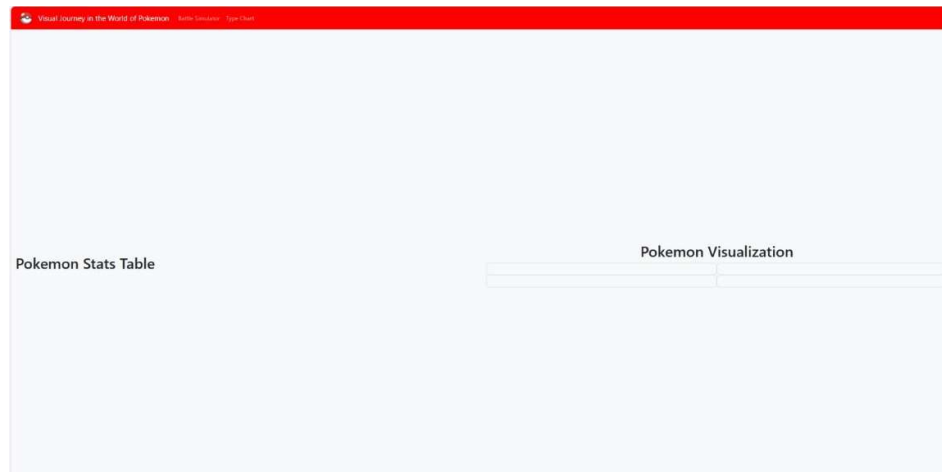 Visual Journey in the World of Pokemon Battle Simulator Type Chart
Pokemon Visualization
Pokemon Stats Table